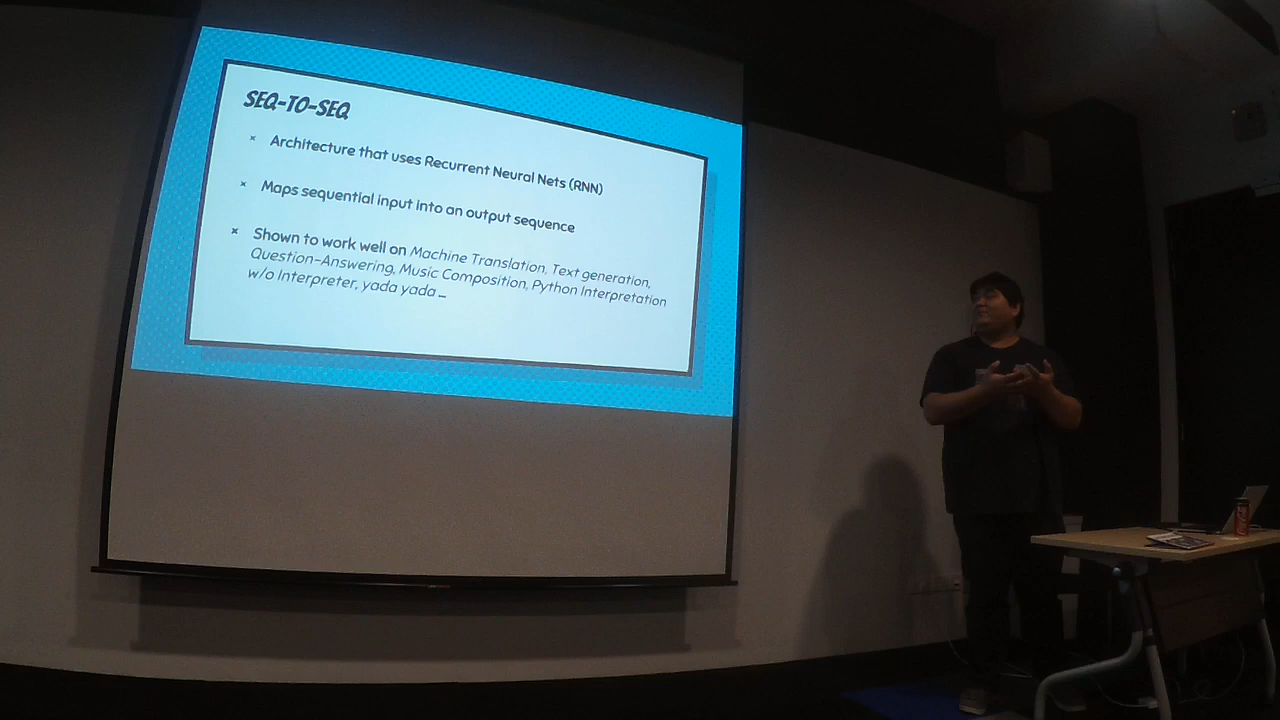 SEQ-TO-SEQ
× Architecture that uses Recurrent Neural Nets (RNN)
× Maps sequential input into an output sequence
× Shown to work well on Machine Translation, Text generation,
Question-Answering, Music Composition, Python Interpretation
w/o Interpreter, yada yada ...